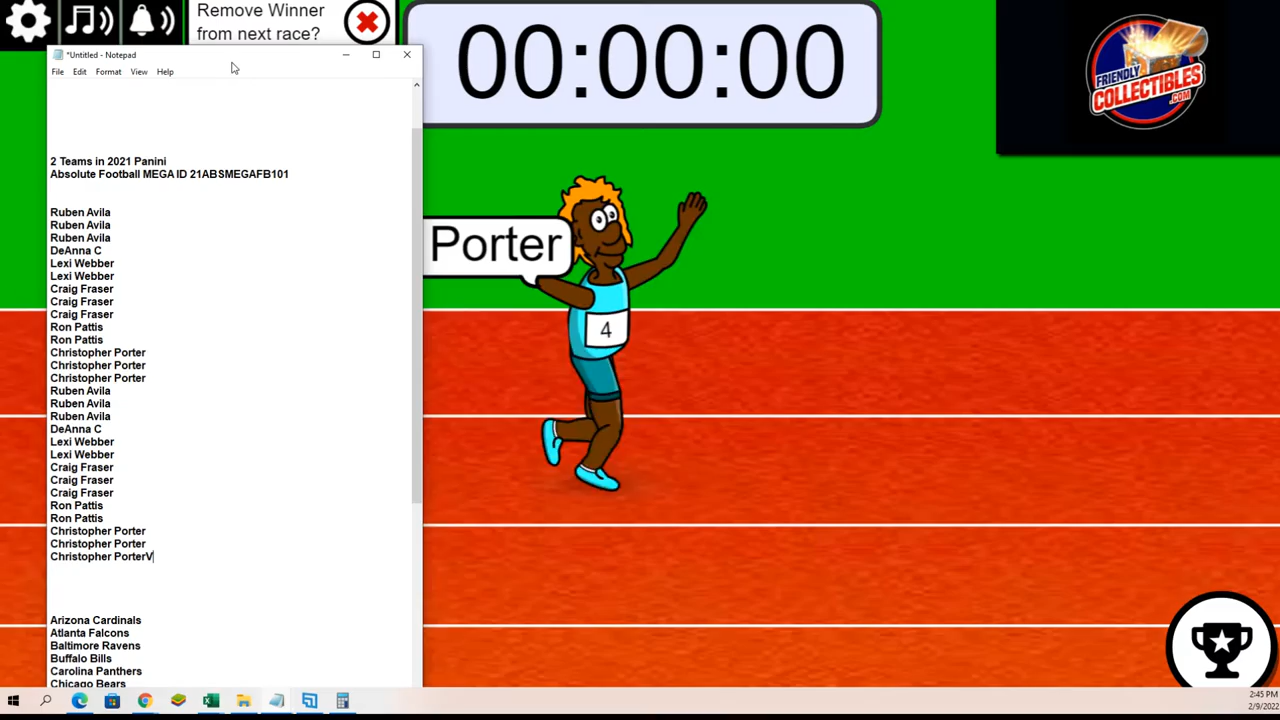 Remove Winner
from next race?
00:00:00
FRIENDLY
COLLECTIBLES
.COM
*Untitled - Notepad
File Edit Format View Help
2 Teams in 2021 Panini
Absolute Football MEGA ID 21ABSMEGAFB101
Ruben Avila
Ruben Avila
Ruben Avila
DeAnna C
Lexi Webber
Lexi Webber
Craig Fraser
Craig Fraser
Craig Fraser
Ron Pattis
Ron Pattis
Christopher Porter
Christopher Porter
Christopher Porter
Ruben Avila
Ruben Avila
Ruben Avila
DeAnna C
Lexi Webber
Lexi Webber
Craig Fraser
Craig Fraser
Craig Fraser
Ron Pattis
Ron Pattis
Christopher Porter
Christopher Porter
Christopher PorterV
Arizona Cardinals
Atlanta Falcons
Baltimore Ravens
Buffalo Bills
Carolina Panthers
Chicago Bears
Porter
4
2:45 PM
2/9/2022